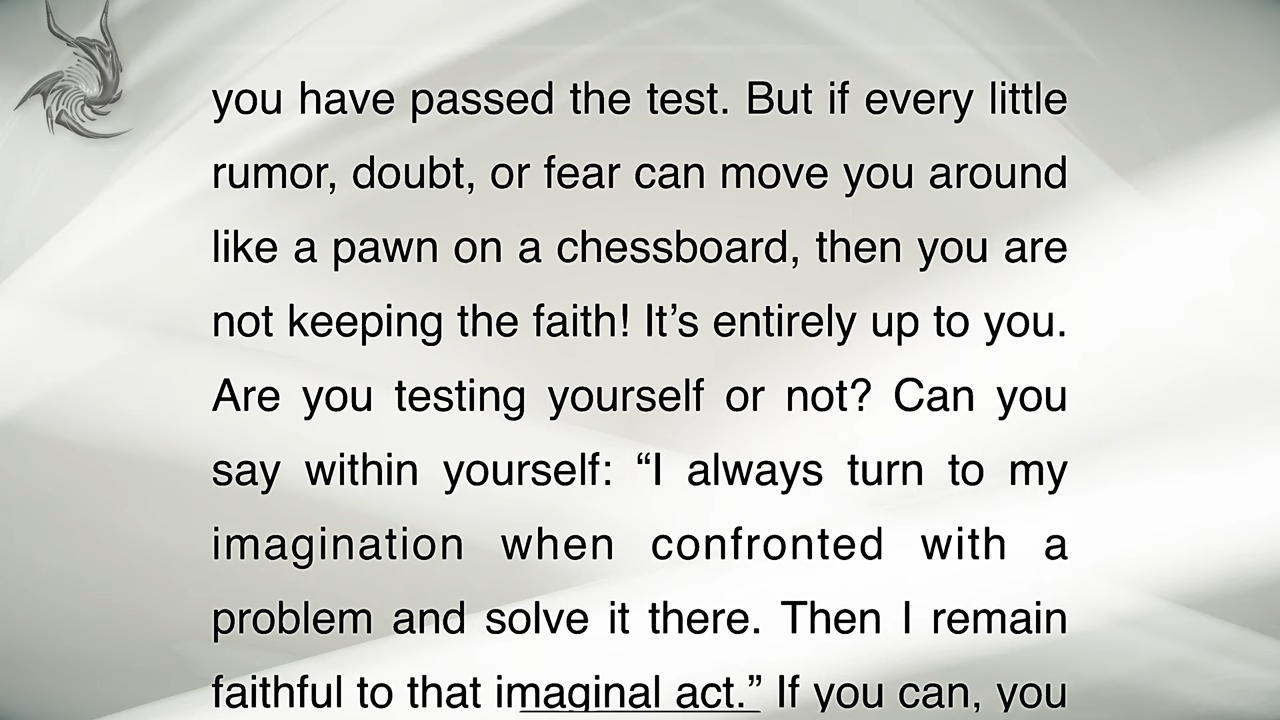 you have passed the test. But if every little
rumor, doubt, or fear can move you around
like a pawn on a chessboard, then you are
not keeping the faith! It’s entirely up to you.
Are you testing yourself or not? Can you
say within yourself: “I always turn to my
imagination when confronted with a
problem and solve it there. Then I remain
faithful to that imaginal act.” If you can, you